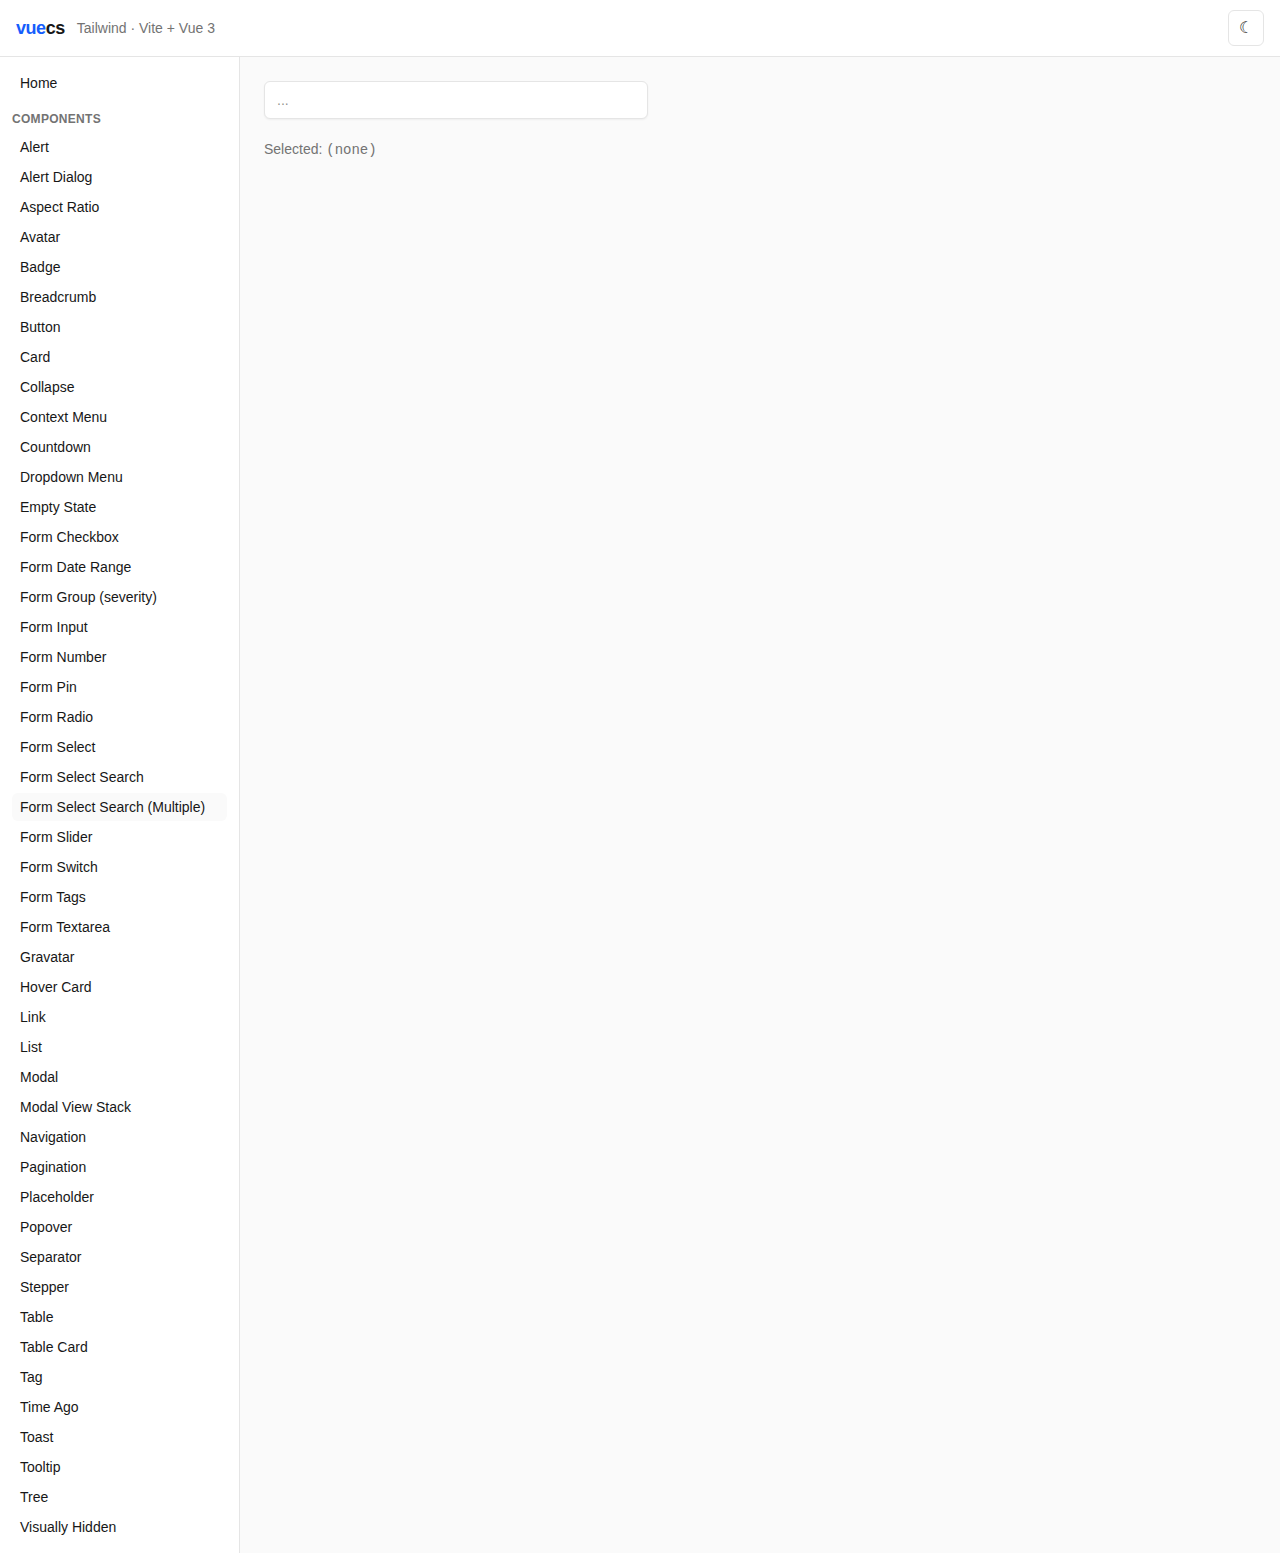 vuecs Tailwind · Vite + Vue 3 ☾
Home
COMPONENTS
Alert
Alert Dialog
Aspect Ratio
Avatar
Badge
Breadcrumb
Button
Card
Collapse
Context Menu
Countdown
Dropdown Menu
Empty State
Form Checkbox
Form Date Range
Form Group (severity)
Form Input
Form Number
Form Pin
Form Radio
Form Select
Form Select Search
Form Select Search (Multiple)
Form Slider
Form Switch
Form Tags
Form Textarea
Gravatar
Hover Card
Link
List
Modal
Modal View Stack
Navigation
Pagination
Placeholder
Popover
Separator
Stepper
Table
Table Card
Tag
Time Ago
Toast
Tooltip
Tree
Visually Hidden
...
Selected: (none)